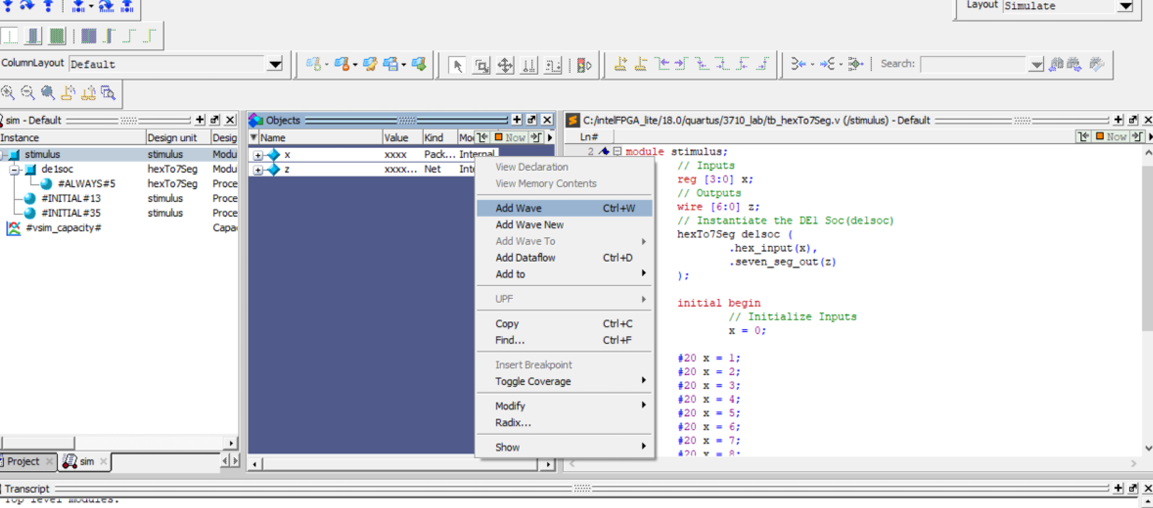 Layout Simulate
ColumnLayout Default
Search:
sim - Default
Instance Design unit Desig
stimulus stimulus Modu
de1soc hexTo7Seg Modu
#ALWAYS#5 hexTo7Seg Proce
#INITIAL#13 stimulus Proce
#INITIAL#35 stimulus Proce
#vsim_capacity# Capa
Project sim
Objects
Name Value Kind Mo Now
x xxxx Pack... Internal
z xxxx... Net Inte
View Declaration
View Memory Contents
Add Wave Ctrl+W
Add Wave New
Add Wave To
Add Dataflow Ctrl+D
Add to
UPF
Copy Ctrl+C
Find... Ctrl+F
Insert Breakpoint
Toggle Coverage
Modify
Radix...
Show
C:/intelFPGA_lite/18.0/quartus/3710_lab/tb_hexTo7Seg.v (/stimulus) - Default
Ln# Now
2 module stimulus;
// Inputs
reg [3:0] x;
// Outputs
wire [6:0] z;
// Instantiate the DE1 Soc(de1soc)
hexTo7Seg de1soc (
.hex_input(x),
.seven_seg_out(z)
);
initial begin
// Initialize Inputs
x = 0;
#20 x = 1;
#20 x = 2;
#20 x = 3;
#20 x = 4;
#20 x = 5;
#20 x = 6;
#20 x = 7;
#20 x = 8;
Transcript
Top level modules: